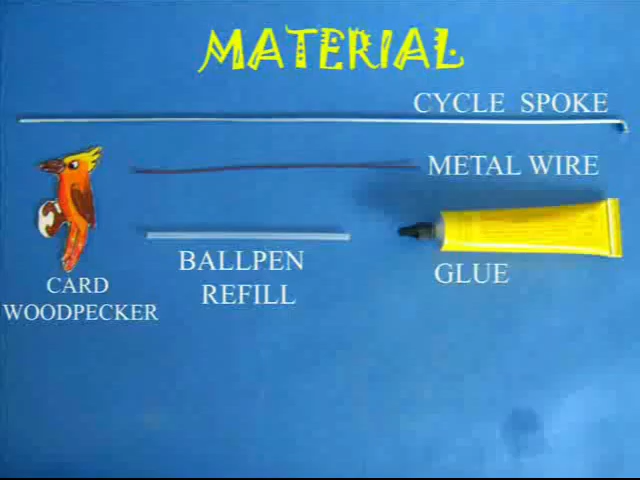 MATERIAL
CYCLE SPOKE
METAL WIRE
BALLPEN
REFILL
GLUE
CARD
WOODPECKER